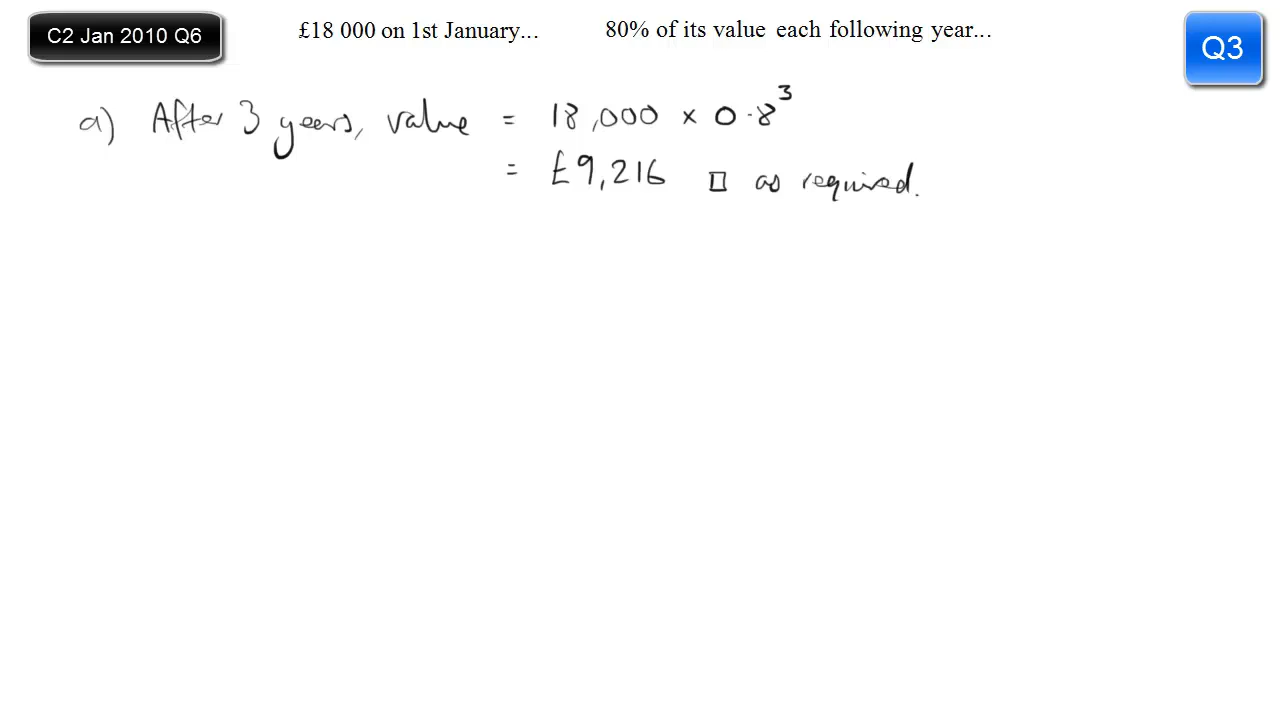 C2 Jan 2010 Q6
£18 000 on 1st January... 80% of its value each following year...
Q3
a) After 3 years, value = 18,000 × 0·8³
= £9,216 □ as required.